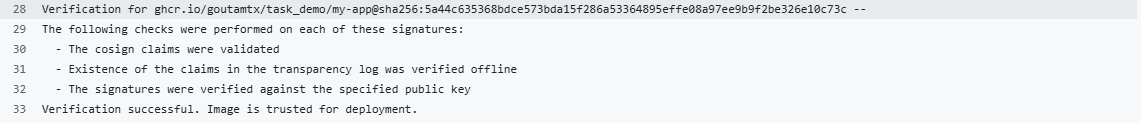 28 Verification for ghcr.io/goutamtx/task_demo/my-app@sha256:5a44c635368bdce573bda15f286a53364895effe08a97ee9b9f2be326e10c73c --
29 The following checks were performed on each of these signatures:
30 - The cosign claims were validated
31 - Existence of the claims in the transparency log was verified offline
32 - The signatures were verified against the specified public key
33 Verification successful. Image is trusted for deployment.